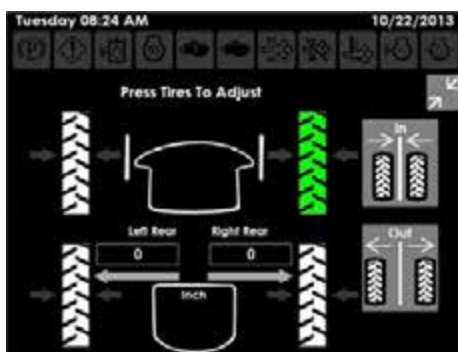 Tuesday 08:24 AM 10/22/2013
Press Tires To Adjust
In
Left Rear Right Rear
0 0
Out
Inch